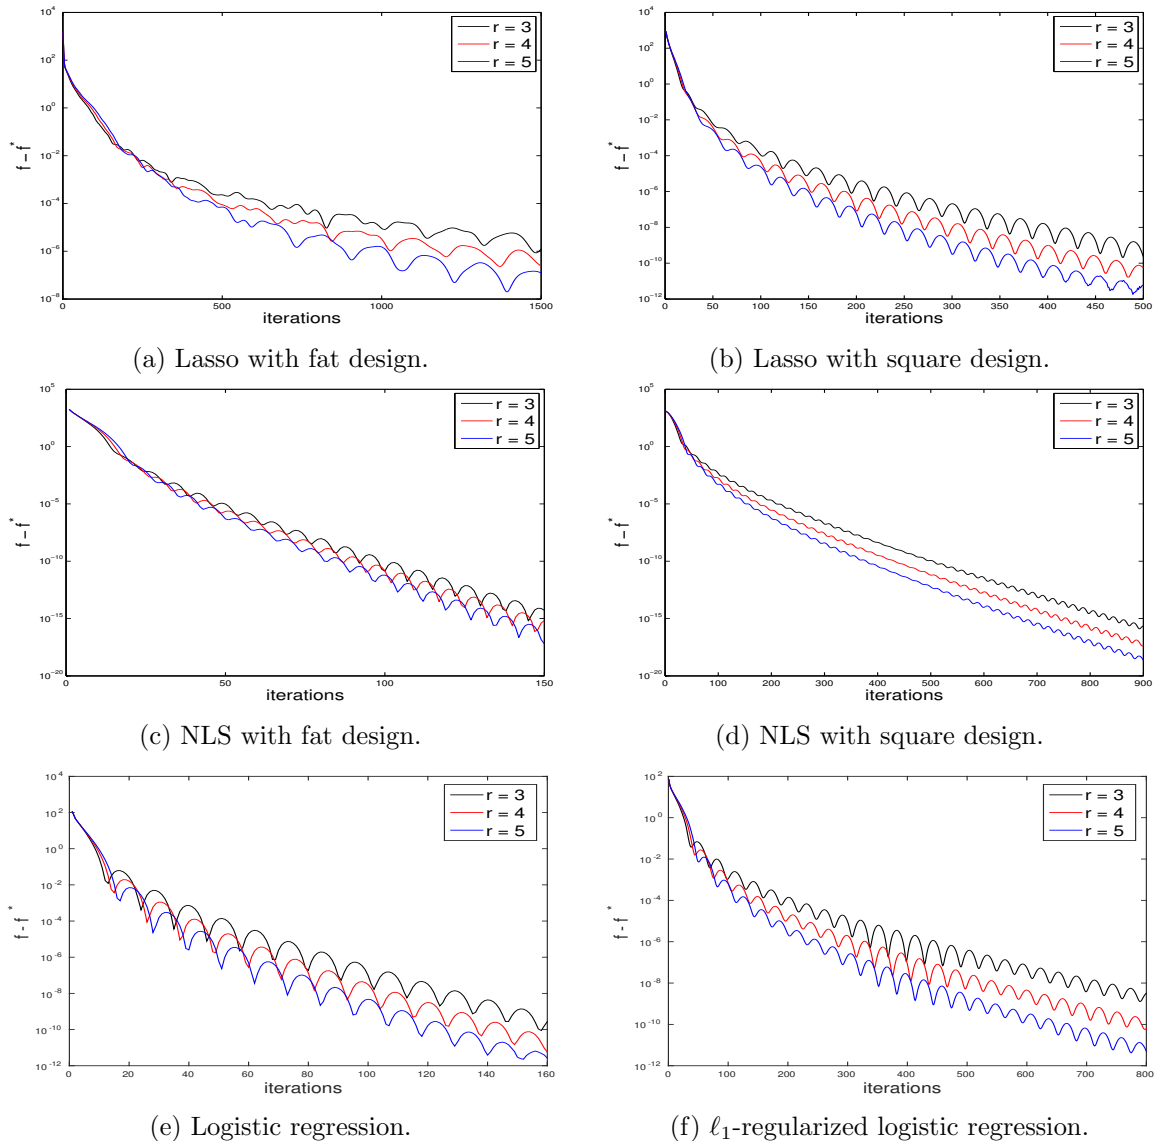 10^4
10^2
10^0
10^-2
10^-4
10^-6
10^-8
f − f*
0 500 1000 1500
iterations
r = 3
r = 4
r = 5
(a) Lasso with fat design.
10^4
10^2
10^0
10^-2
10^-4
10^-6
10^-8
10^-10
10^-12
f − f*
0 50 100 150 200 250 300 350 400 450 500
iterations
r = 3
r = 4
r = 5
(b) Lasso with square design.
10^5
10^0
10^-5
10^-10
10^-15
10^-20
f − f*
0 50 100 150
iterations
r = 3
r = 4
r = 5
(c) NLS with fat design.
10^5
10^0
10^-5
10^-10
10^-15
10^-20
f − f*
0 100 200 300 400 500 600 700 800 900
iterations
r = 3
r = 4
r = 5
(d) NLS with square design.
10^4
10^2
10^0
10^-2
10^-4
10^-6
10^-8
10^-10
10^-12
f - f*
0 20 40 60 80 100 120 140 160
iterations
r = 3
r = 4
r = 5
(e) Logistic regression.
10^2
10^0
10^-2
10^-4
10^-6
10^-8
10^-10
10^-12
f - f*
0 100 200 300 400 500 600 700 800
iterations
r = 3
r = 4
r = 5
(f) ℓ₁-regularized logistic regression.